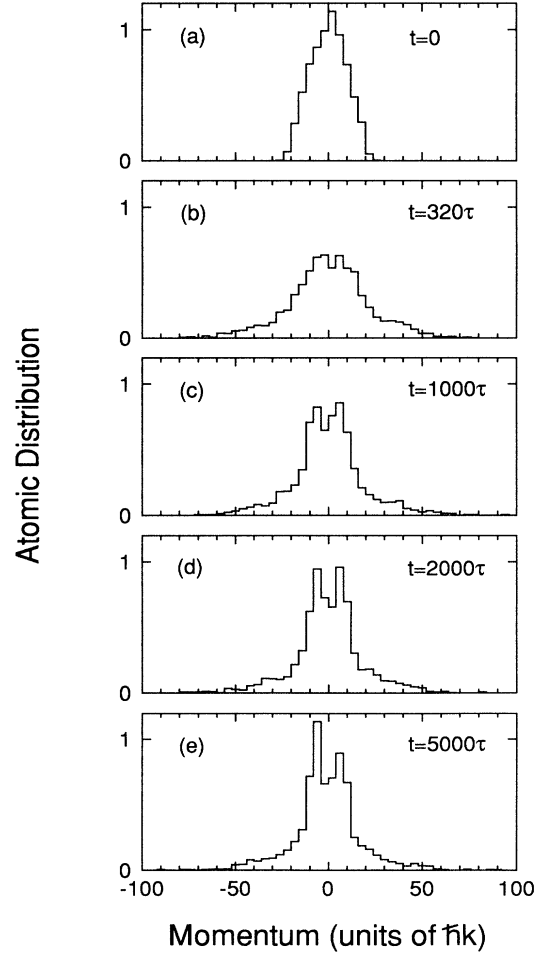 1
(a)
t=0
0
1
(b)
t=320τ
0
1
(c)
t=1000τ
0
1
(d)
t=2000τ
0
1
(e)
t=5000τ
0
-100 -50 0 50 100
Momentum (units of ħk)
Atomic Distribution